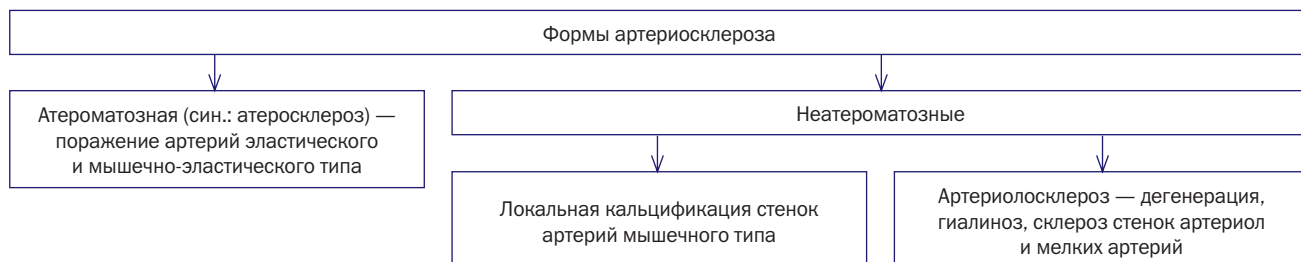 Формы артериосклероза
Атероматозная (син.: атеросклероз) —
поражение артерий эластического
и мышечно-эластического типа
Неатероматозные
Локальная кальцификация стенок
артерий мышечного типа
Артериолосклероз — дегенерация,
гиалиноз, склероз стенок артериол
и мелких артерий